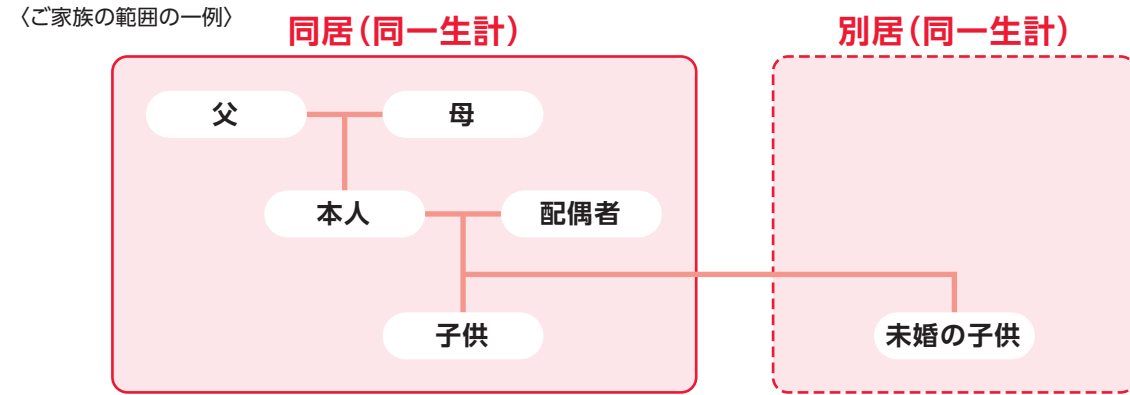 〈ご家族の範囲の一例〉
同居(同一生計)
別居(同一生計)
父
母
本人
配偶者
子供
未婚の子供